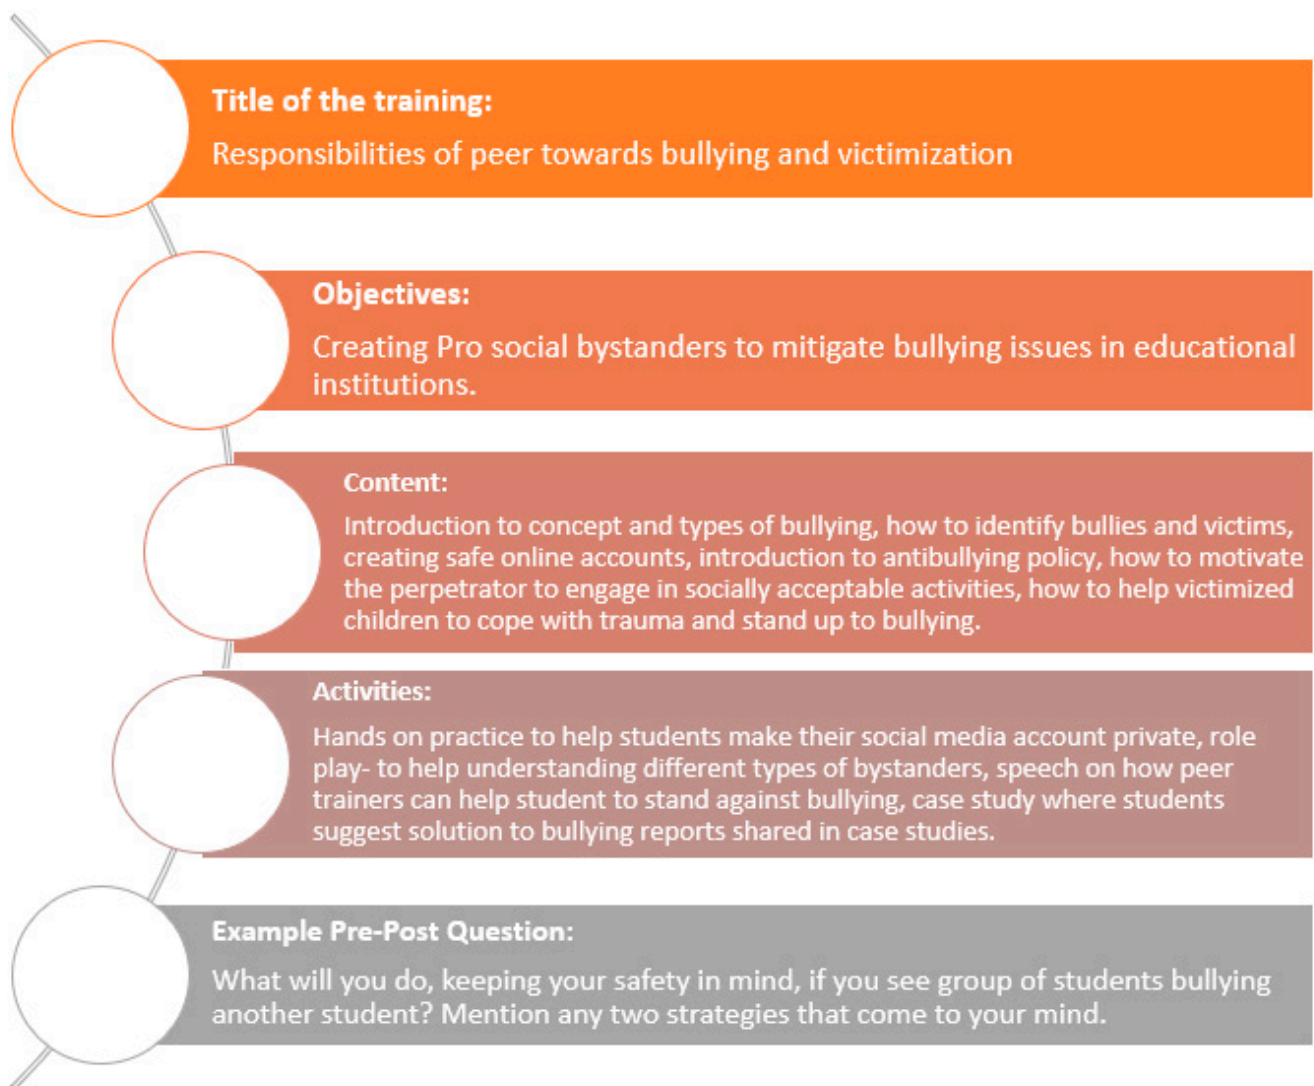 Title of the training:
Responsibilities of peer towards bullying and victimization
Objectives:
Creating Pro social bystanders to mitigate bullying issues in educational
institutions.
Content:
Introduction to concept and types of bullying, how to identify bullies and victims,
creating safe online accounts, introduction to antibullying policy, how to motivate
the perpetrator to engage in socially acceptable activities, how to help victimized
children to cope with trauma and stand up to bullying.
Activities:
Hands on practice to help students make their social media account private, role
play- to help understanding different types of bystanders, speech on how peer
trainers can help student to stand against bullying, case study where students
suggest solution to bullying reports shared in case studies.
Example Pre-Post Question:
What will you do, keeping your safety in mind, if you see group of students bullying
another student? Mention any two strategies that come to your mind.